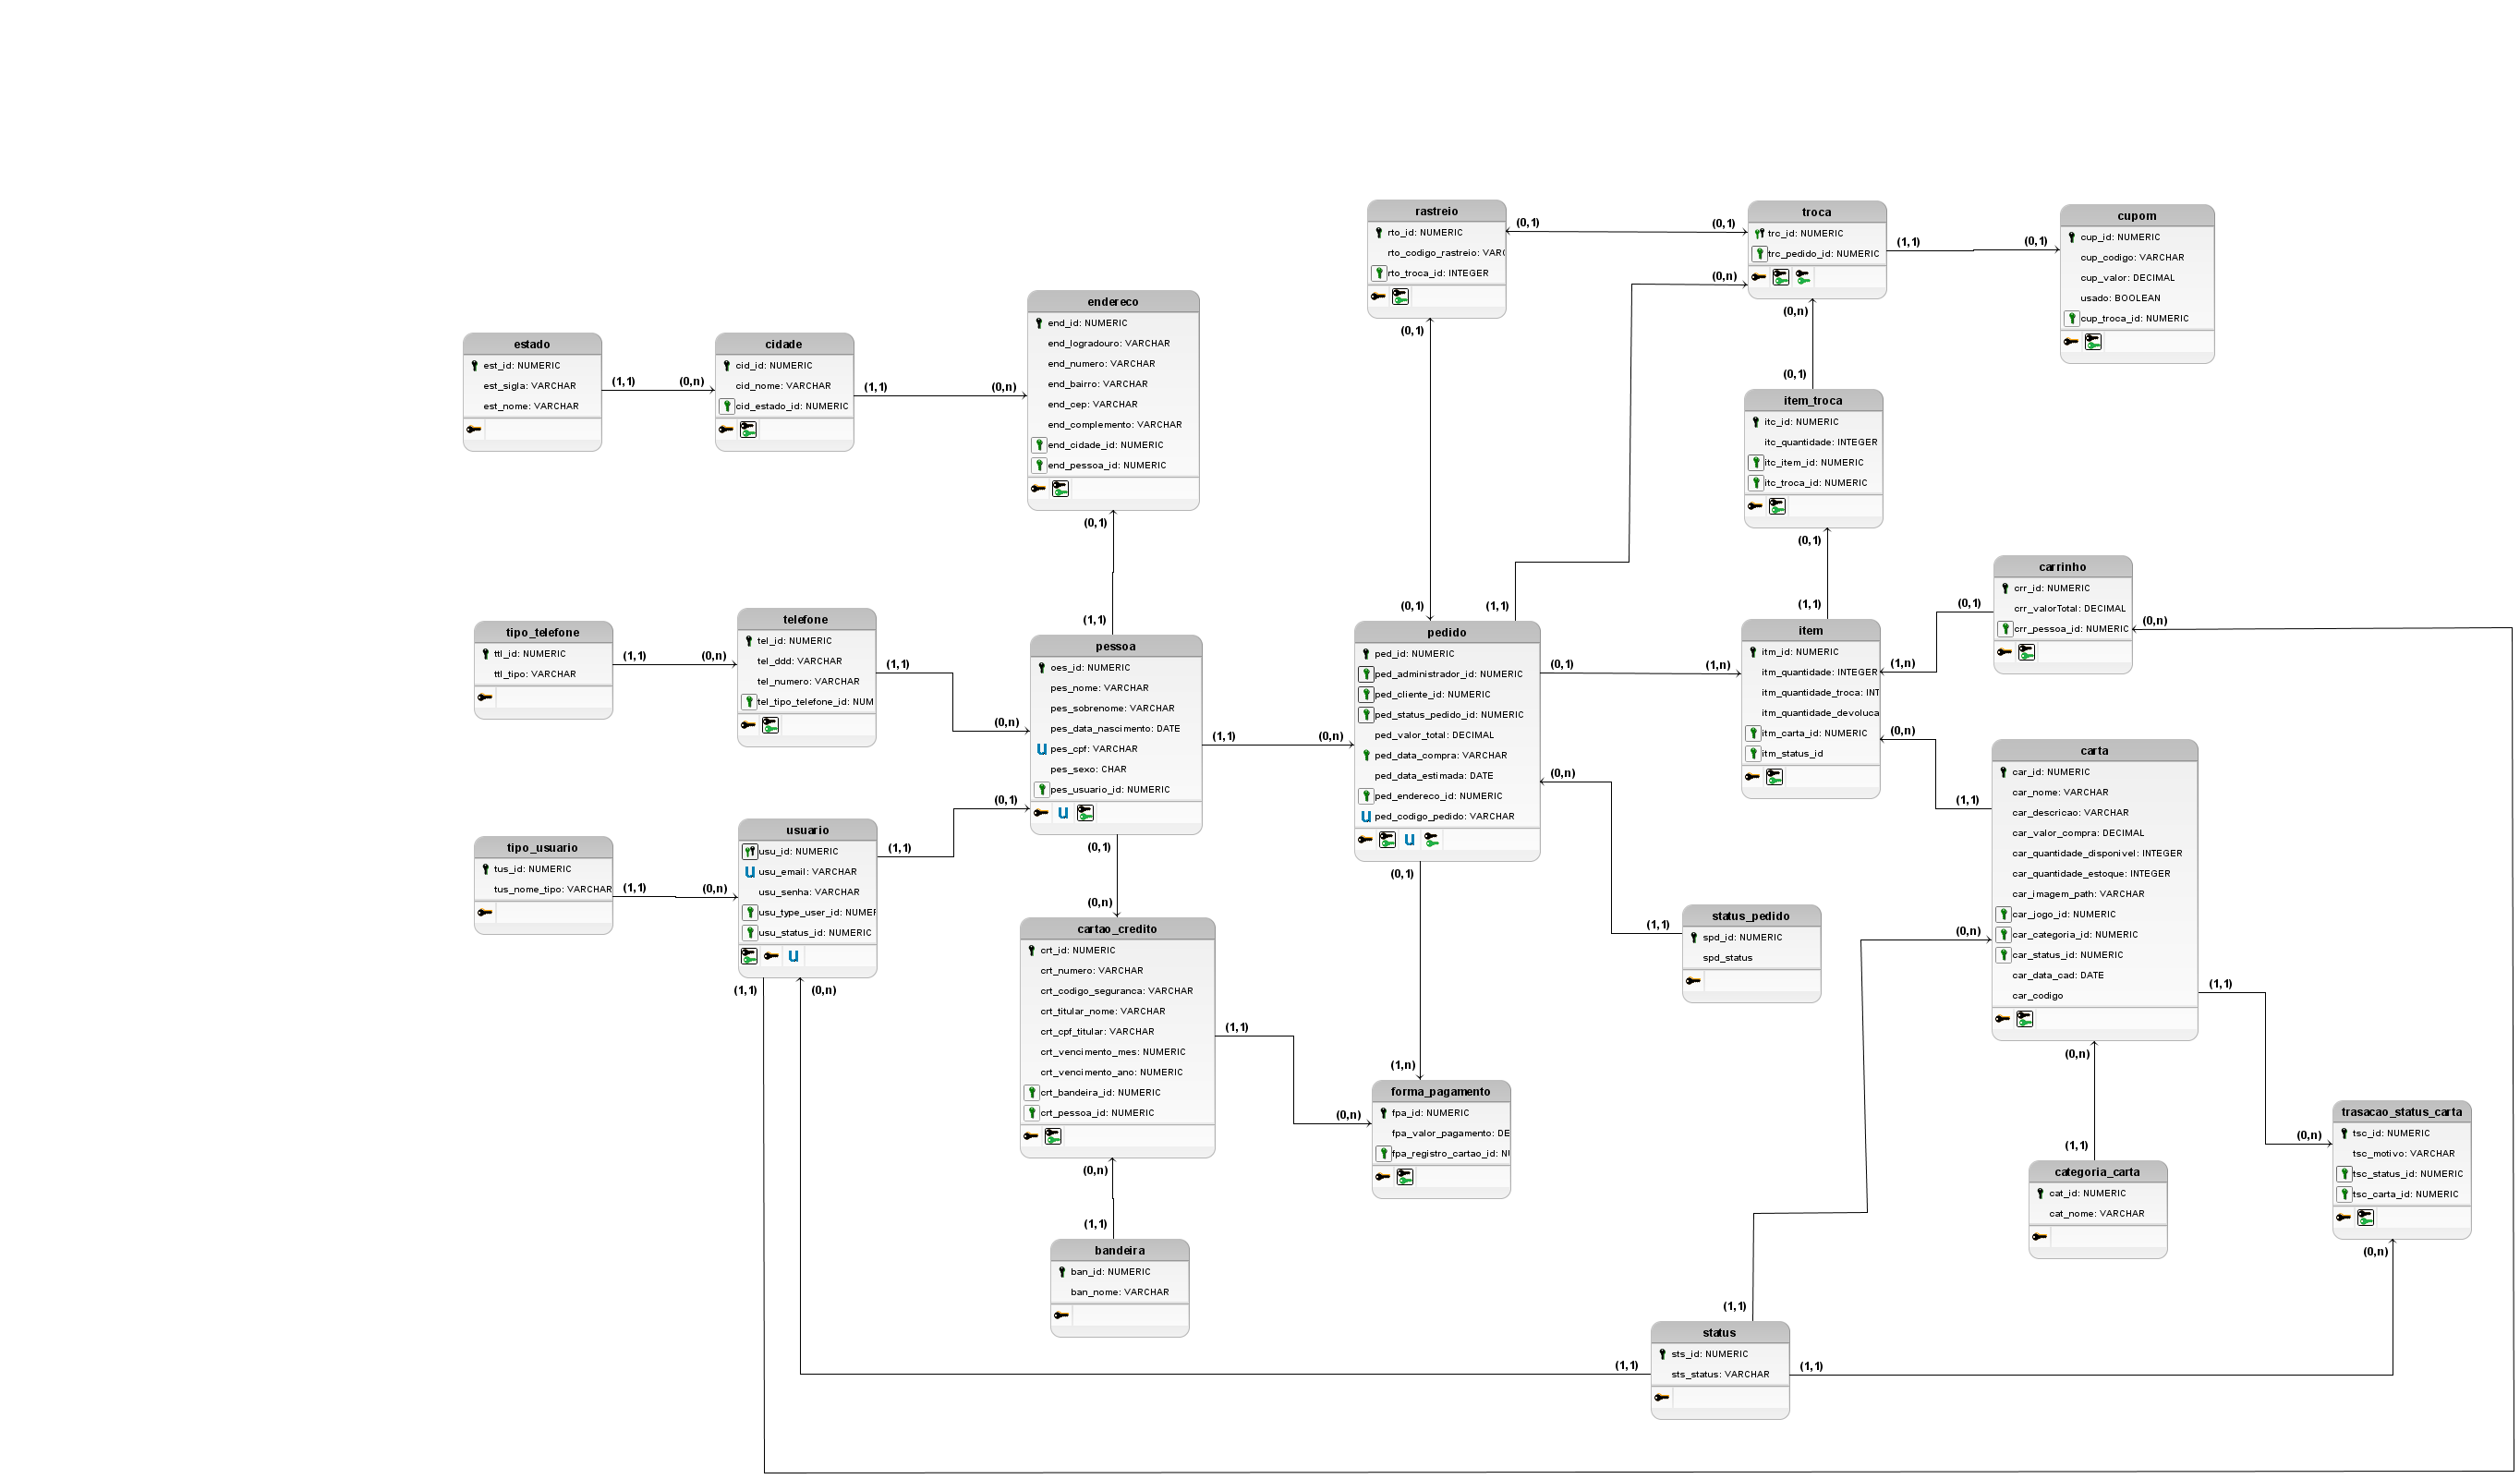 rastreio
rto_id: NUMERIC
rto_codigo_rastreio: VARC
rto_troca_id: INTEGER
(0,1)
(0,1)
(0,1)
troca
trc_id: NUMERIC
trc_pedido_id: NUMERIC
(0,n)
(1,1)
(0,1)
cupom
cup_id: NUMERIC
cup_codigo: VARCHAR
cup_valor: DECIMAL
usado: BOOLEAN
cup_troca_id: NUMERIC
estado
est_id: NUMERIC
est_sigla: VARCHAR
est_nome: VARCHAR
(1,1)
(0,n)
cidade
cid_id: NUMERIC
cid_nome: VARCHAR
cid_estado_id: NUMERIC
(1,1)
(0,n)
endereco
end_id: NUMERIC
end_logradouro: VARCHAR
end_numero: VARCHAR
end_bairro: VARCHAR
end_cep: VARCHAR
end_complemento: VARCHAR
end_cidade_id: NUMERIC
end_pessoa_id: NUMERIC
(0,1)
(1,1)
(0,n)
(0,1)
item_troca
itc_id: NUMERIC
itc_quantidade: INTEGER
itc_item_id: NUMERIC
itc_troca_id: NUMERIC
(0,1)
(1,1)
tipo_telefone
ttl_id: NUMERIC
ttl_tipo: VARCHAR
(1,1)
(0,n)
telefone
tel_id: NUMERIC
tel_ddd: VARCHAR
tel_numero: VARCHAR
tel_tipo_telefone_id: NUM
(1,1)
(0,n)
pessoa
oes_id: NUMERIC
pes_nome: VARCHAR
pes_sobrenome: VARCHAR
pes_data_nascimento: DATE
pes_cpf: VARCHAR
pes_sexo: CHAR
pes_usuario_id: NUMERIC
(1,1)
(0,n)
(0,1)
(1,1)
pedido
ped_id: NUMERIC
ped_administrador_id: NUMERIC
ped_cliente_id: NUMERIC
ped_status_pedido_id: NUMERIC
ped_valor_total: DECIMAL
ped_data_compra: VARCHAR
ped_data_estimada: DATE
ped_endereco_id: NUMERIC
ped_codigo_pedido: VARCHAR
(0,1)
(1,n)
(0,n)
item
itm_id: NUMERIC
itm_quantidade: INTEGER
itm_quantidade_troca: INT
itm_quantidade_devoluca
itm_carta_id: NUMERIC
itm_status_id
(0,1)
(1,n)
(0,n)
(1,1)
carrinho
crr_id: NUMERIC
crr_valorTotal: DECIMAL
crr_pessoa_id: NUMERIC
(0,n)
carta
car_id: NUMERIC
car_nome: VARCHAR
car_descricao: VARCHAR
car_valor_compra: DECIMAL
car_quantidade_disponivel: INTEGER
car_quantidade_estoque: INTEGER
car_imagem_path: VARCHAR
car_jogo_id: NUMERIC
car_categoria_id: NUMERIC
car_status_id: NUMERIC
car_data_cad: DATE
car_codigo
(0,n)
(1,1)
(0,n)
tipo_usuario
tus_id: NUMERIC
tus_nome_tipo: VARCHAR
(1,1)
(0,n)
usuario
usu_id: NUMERIC
usu_email: VARCHAR
usu_senha: VARCHAR
usu_type_user_id: NUMEF
usu_status_id: NUMERIC
(1,1)
(0,1)
(1,1)
(0,n)
(0,1)
(0,n)
cartao_credito
crt_id: NUMERIC
crt_numero: VARCHAR
crt_codigo_seguranca: VARCHAR
crt_titular_nome: VARCHAR
crt_cpf_titular: VARCHAR
crt_vencimento_mes: NUMERIC
crt_vencimento_ano: NUMERIC
crt_bandeira_id: NUMERIC
crt_pessoa_id: NUMERIC
(1,1)
(0,n)
(0,n)
(1,1)
bandeira
ban_id: NUMERIC
ban_nome: VARCHAR
(0,1)
(1,n)
forma_pagamento
fpa_id: NUMERIC
fpa_valor_pagamento: DE
fpa_registro_cartao_id: NU
status_pedido
spd_id: NUMERIC
spd_status
(1,1)
(1,1)
categoria_carta
cat_id: NUMERIC
cat_nome: VARCHAR
(0,n)
trasacao_status_carta
tsc_id: NUMERIC
tsc_motivo: VARCHAR
tsc_status_id: NUMERIC
tsc_carta_id: NUMERIC
(0,n)
(1,1)
status
sts_id: NUMERIC
sts_status: VARCHAR
(1,1)
(1,1)